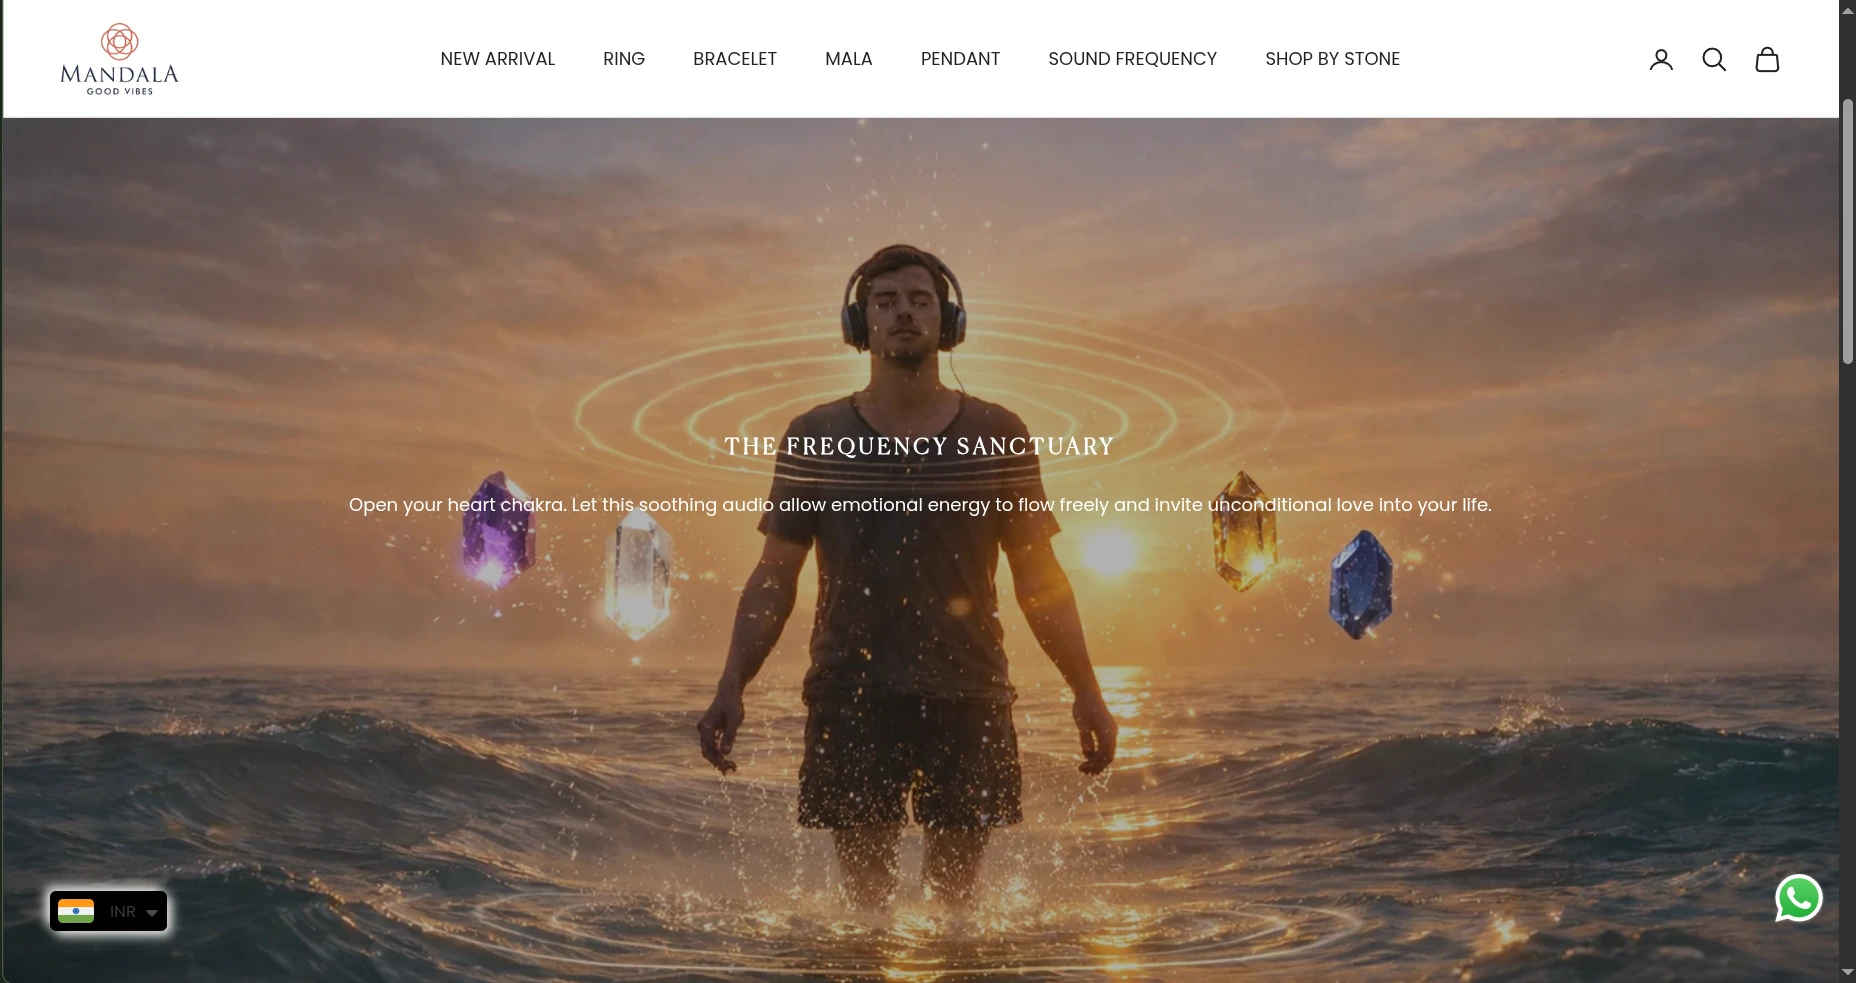 MANDALA
GOOD VIBES
NEW ARRIVAL
RING
BRACELET
MALA
PENDANT
SOUND FREQUENCY
SHOP BY STONE
THE FREQUENCY SANCTUARY
Open your heart chakra. Let this soothing audio allow emotional energy to flow freely and invite unconditional love into your life.
INR